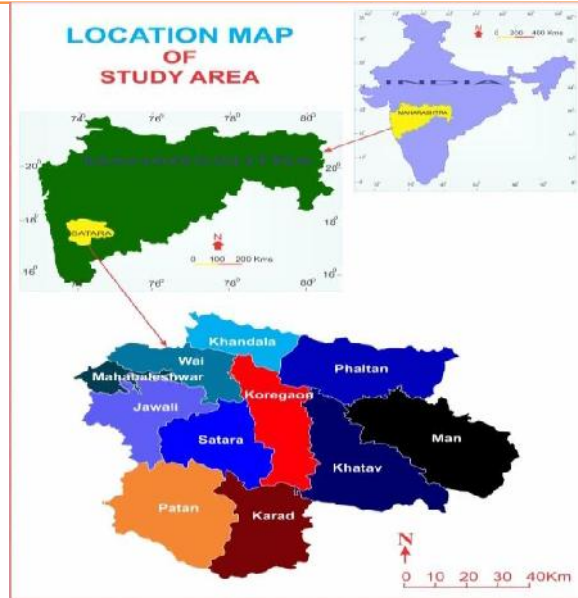 LOCATION MAP
OF
STUDY AREA
N
0 200 400 Kms
INDIA
MAHARASHTRA
74° 76° 78° 80°
20°
20°
18°
18°
16°
16°
74° 76° 78° 80°
MAHARASHTRA
SATARA
N
0 100 200 Kms
Khandala
Wai
Phaltan
Mahabaleshwar
Koregaon
Jawali
Satara
Man
Khatav
Patan
Karad
N
0 10 20 30 40Km